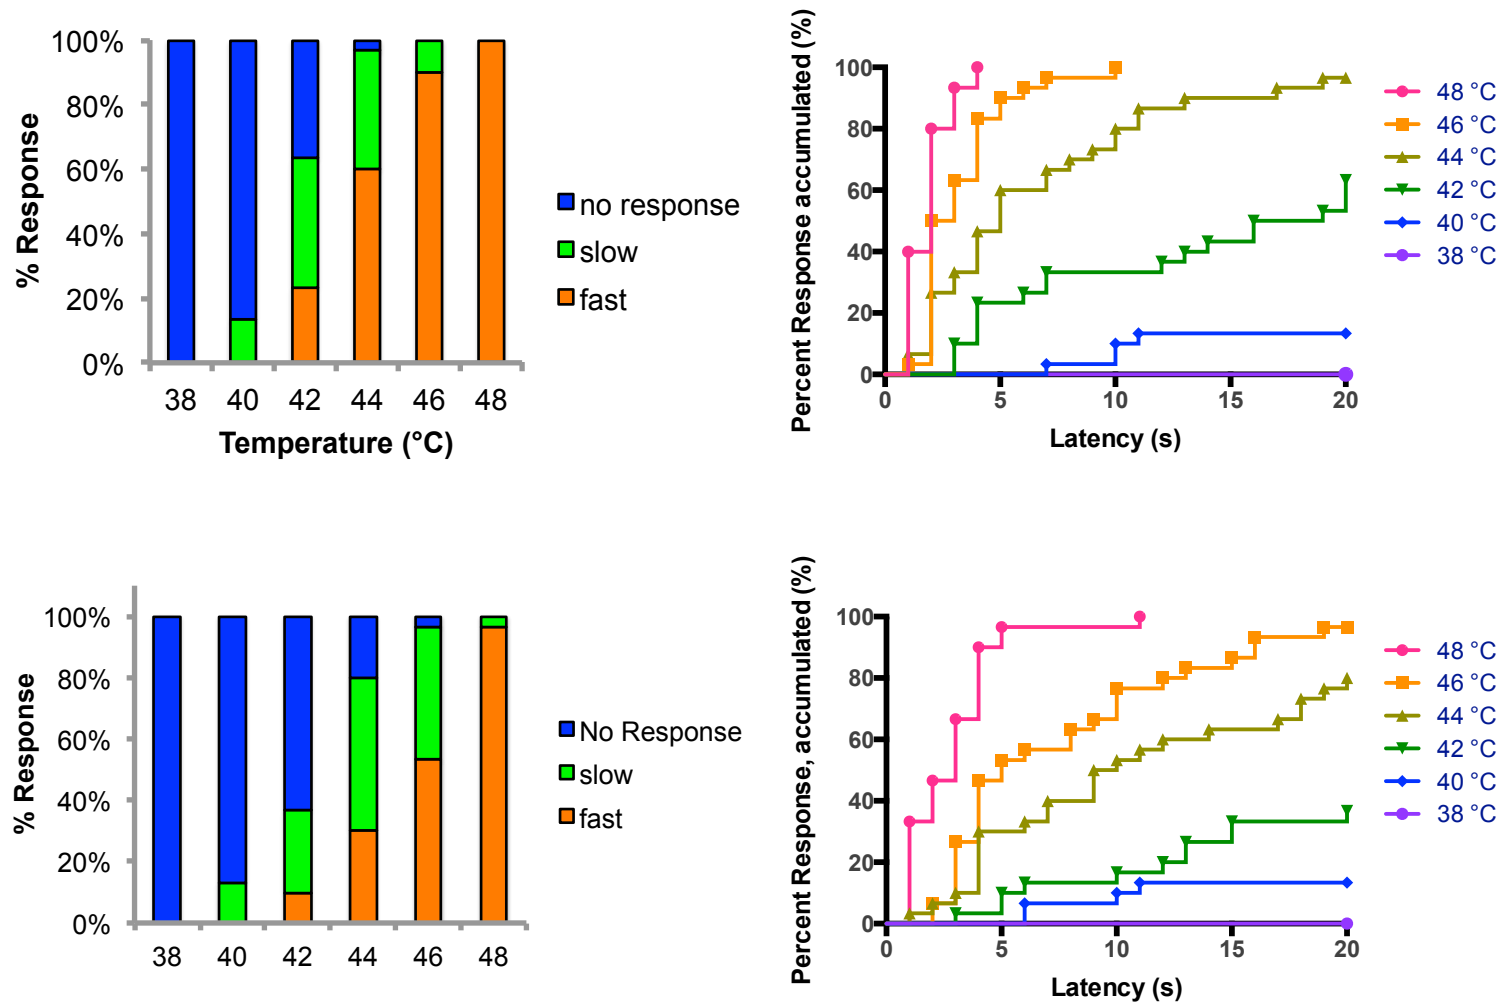 100%
80%
60%
40%
20%
0%
% Response
38 40 42 44 46 48
Temperature (°C)
no response
slow
fast
Percent Response accumulated (%)
100
80
60
40
20
0
0 5 10 15 20
Latency (s)
48 °C
46 °C
44 °C
42 °C
40 °C
38 °C
100%
80%
60%
40%
20%
0%
% Response
38 40 42 44 46 48
No Response
slow
fast
Percent Response, accumulated (%)
100
80
60
40
20
0
0 5 10 15 20
Latency (s)
48 °C
46 °C
44 °C
42 °C
40 °C
38 °C